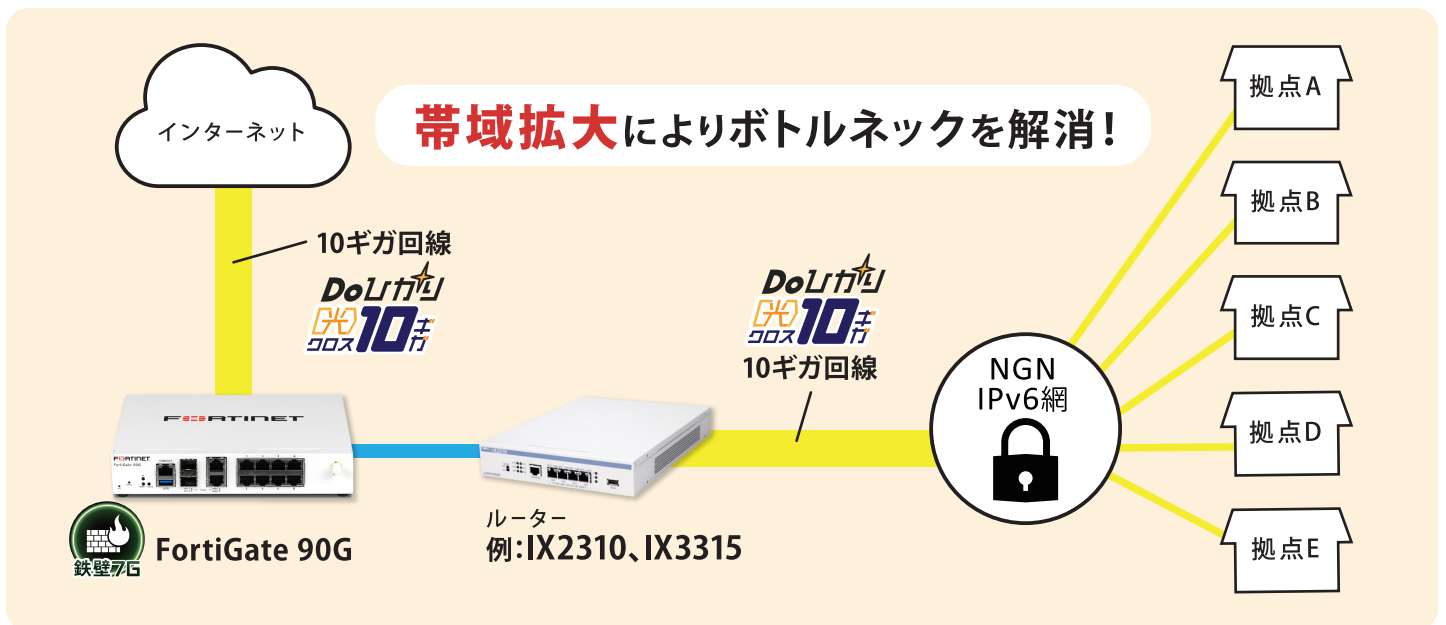 インターネット
帯域拡大によりボトルネックを解消！
10ギガ回線
Doひかり
光
クロス10ギガ
Doひかり
光
クロス10ギガ
10ギガ回線
FORTINET
FORTINET
FortiGate 90G
鉄壁7G
FortiGate 90G
ルーター
例:IX2310、IX3315
NGN
IPv6網
拠点A
拠点B
拠点C
拠点D
拠点E